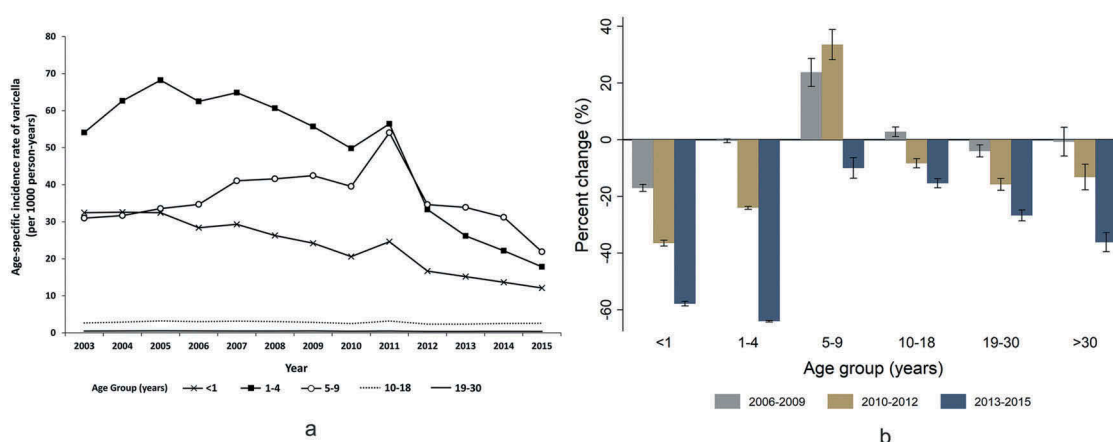 Age-specific incidence rate of varicella
(per 1000 person-years)
80
70
60
50
40
30
20
10
0
2003 2004 2005 2006 2007 2008 2009 2010 2011 2012 2013 2014 2015
Year
Age Group (years) <1 1-4 5-9 10-18 19-30
a
Percent change (%)
40
20
0
-20
-40
-60
<1 1-4 5-9 10-18 19-30 >30
Age group (years)
2006-2009 2010-2012 2013-2015
b